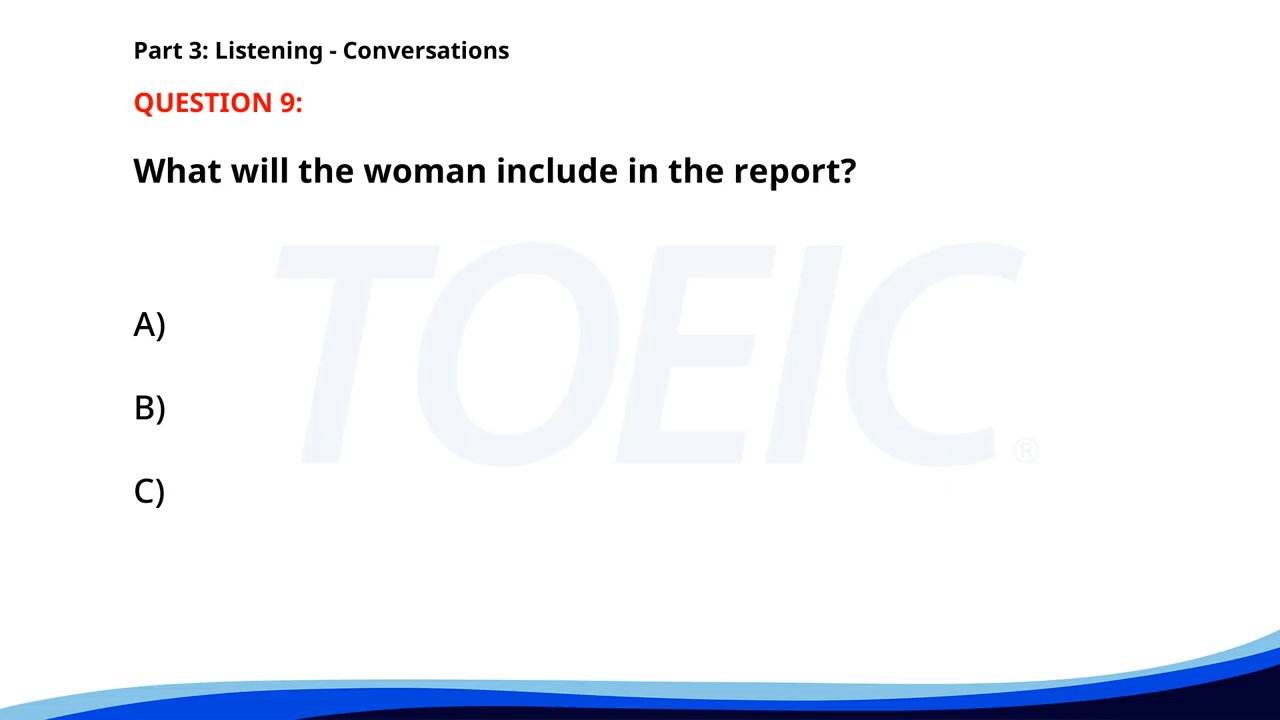 Part 3: Listening - Conversations
QUESTION 9:
What will the woman include in the report?
TOEIC®
A)
B)
C)